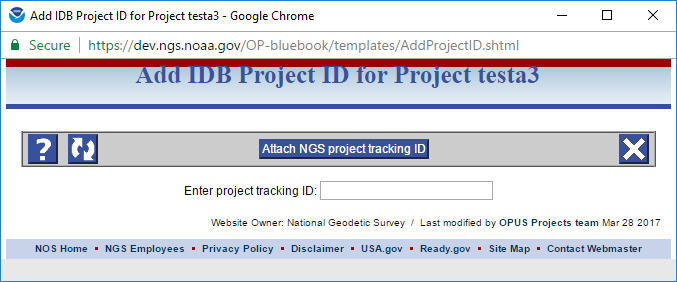 Add IDB Project ID for Project testa3 - Google Chrome
Secure | https://dev.ngs.noaa.gov/OP-bluebook/templates/AddProjectID.shtml
Add IDB Project ID for Project testa3
? Attach NGS project tracking ID
Enter project tracking ID:
Website Owner: National Geodetic Survey / Last modified by OPUS Projects team Mar 28 2017
NOS Home ▪ NGS Employees ▪ Privacy Policy ▪ Disclaimer ▪ USA.gov ▪ Ready.gov ▪ Site Map ▪ Contact Webmaster